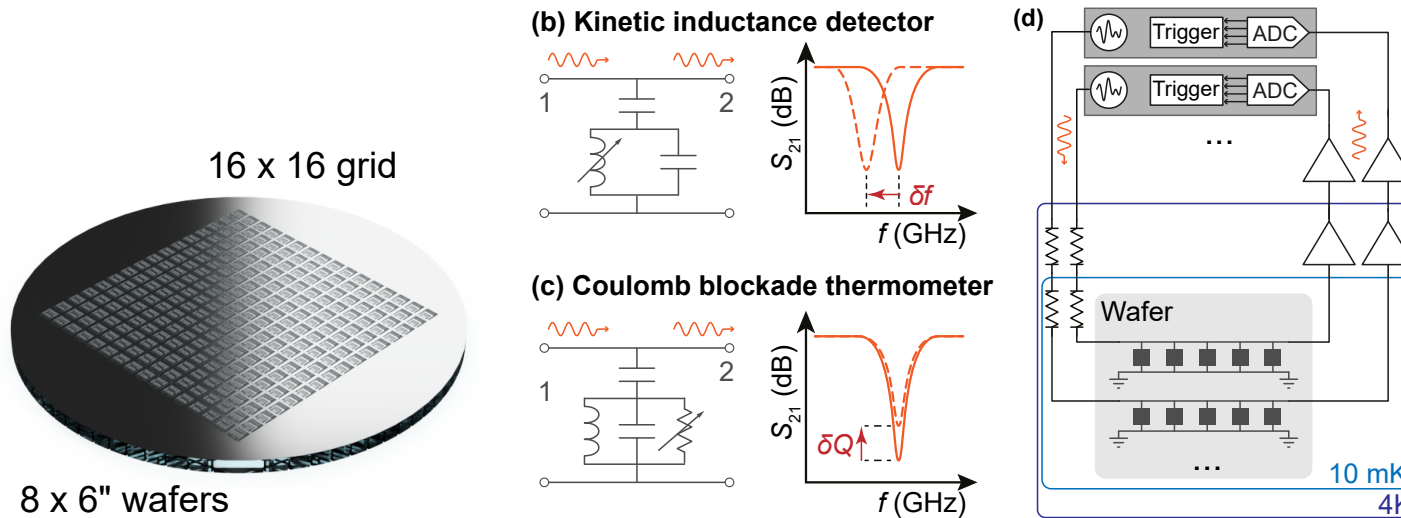 16 x 16 grid
8 x 6" wafers
(b) Kinetic inductance detector
1
2
S21 (dB)
δf
f (GHz)
(c) Coulomb blockade thermometer
1
2
S21 (dB)
δQ
f (GHz)
(d)
Trigger
ADC
Trigger
ADC
...
Wafer
...
10 mK
4K